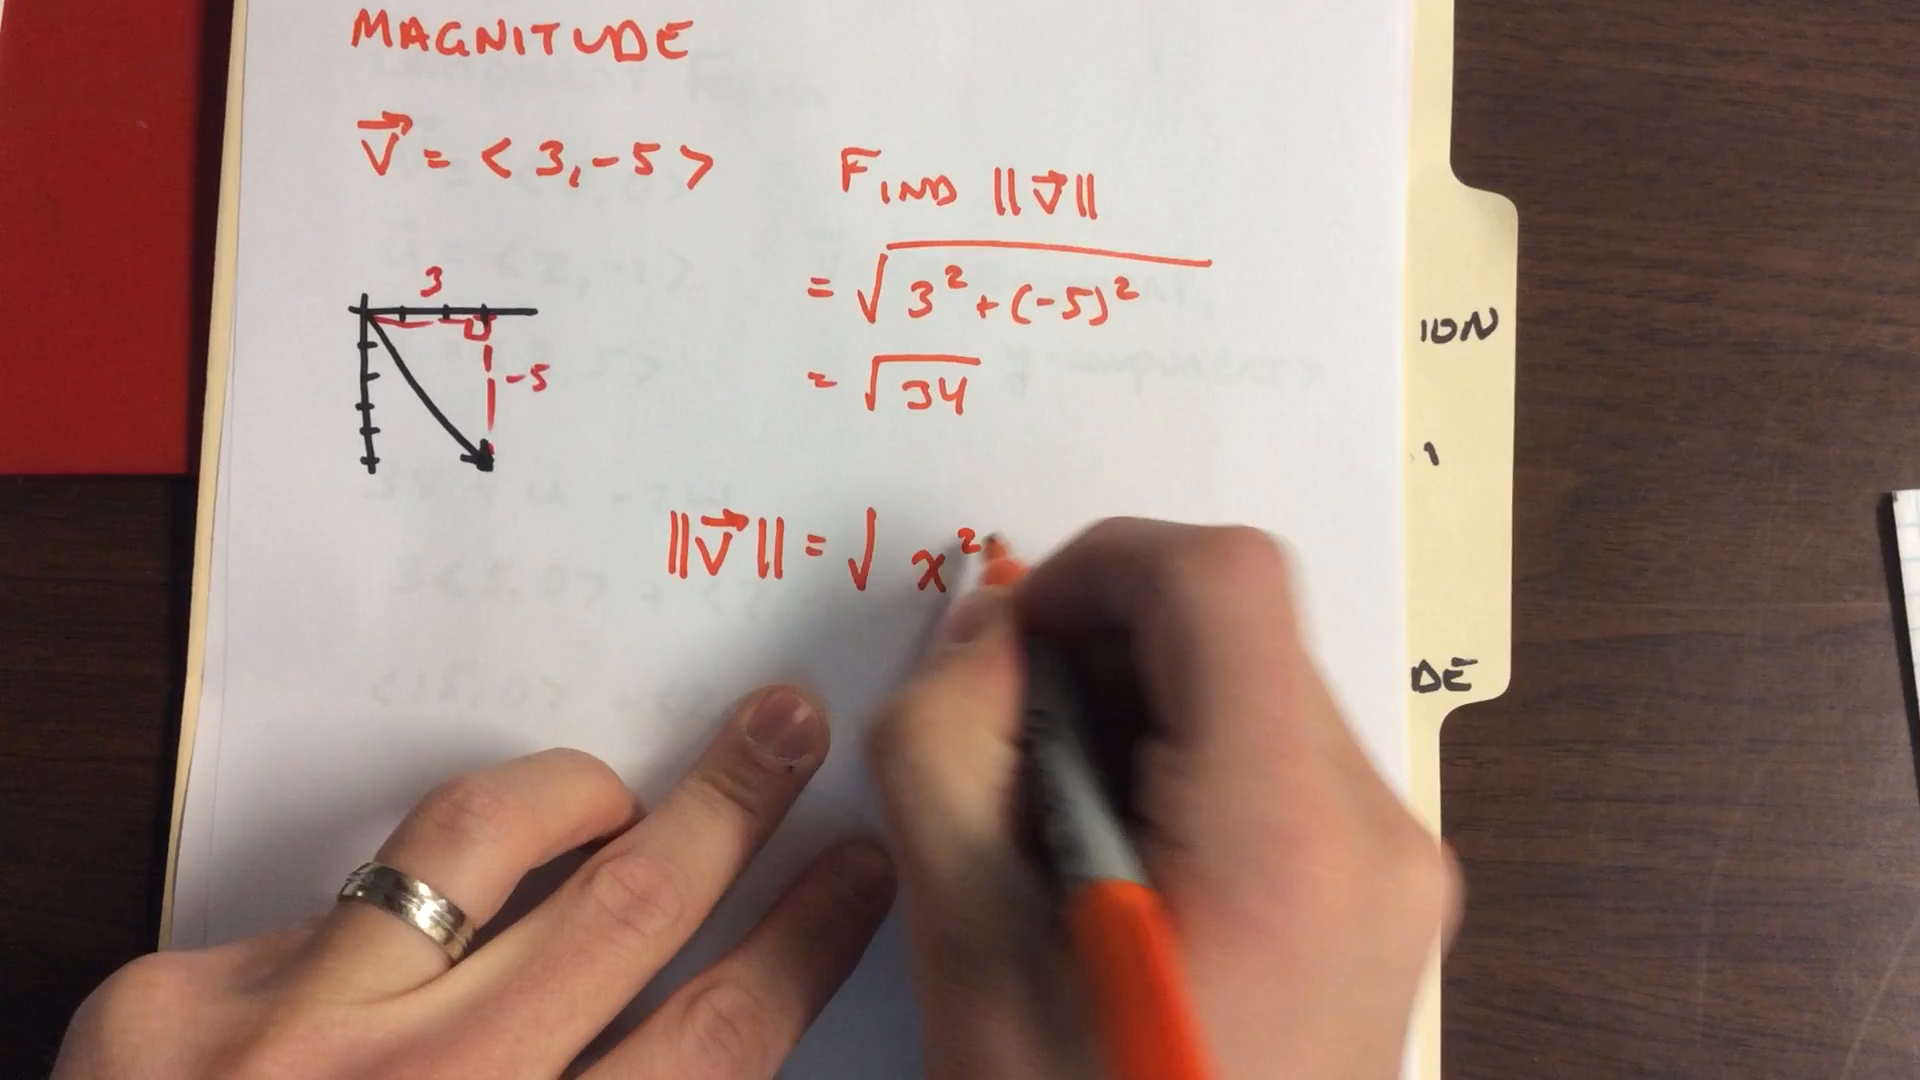 MAGNITUDE
V⃗ = < 3, -5 >
FIND ||V⃗||
= √3² + (-5)²
= √34
3
-5
||V⃗|| = √ x²
ION
DE